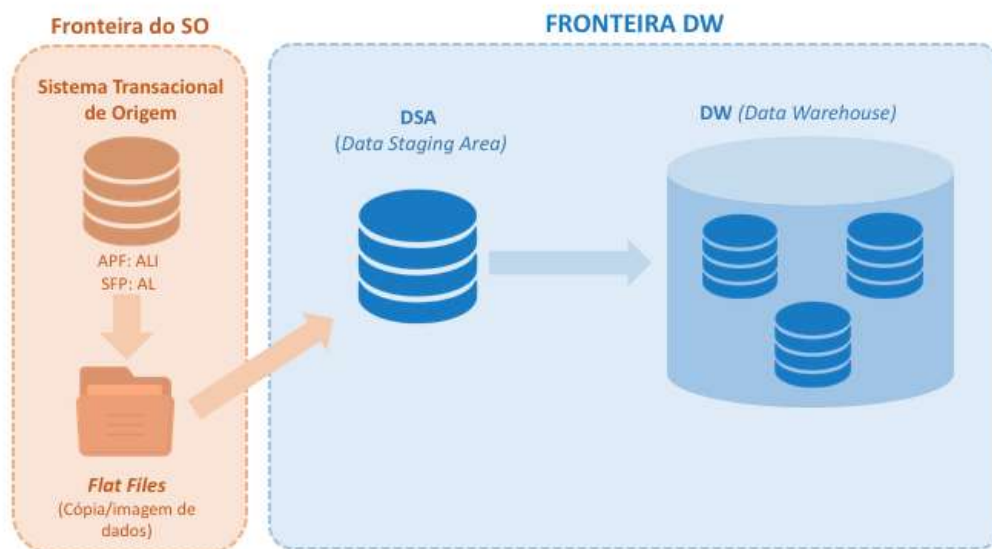 Fronteira do SO
Sistema Transacional
de Origem
APF: ALI
SFP: AL
Flat Files
(Cópia/imagem de
dados)
FRONTEIRA DW
DSA
(Data Staging Area)
DW (Data Warehouse)